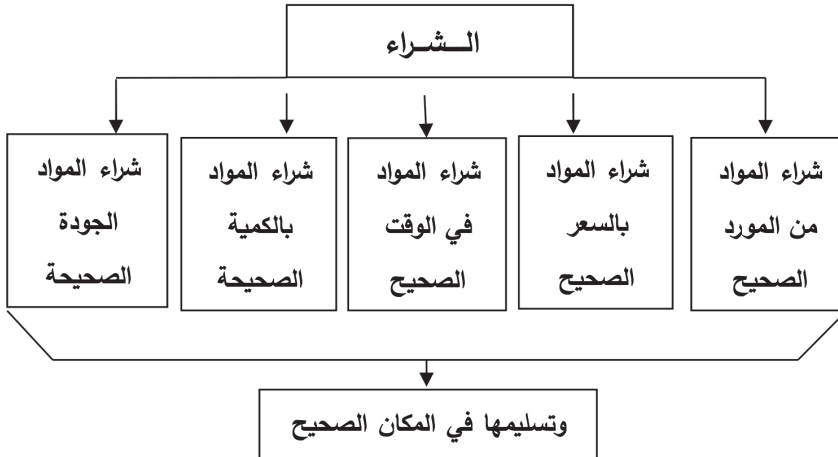 الــشــراء
شراء المواد
من المورد
الصحيح
شراء المواد
بالسعر
الصحيح
شراء المواد
في الوقت
الصحيح
شراء المواد
بالكمية
الصحيحة
شراء المواد
الجودة
الصحيحة
وتسليمها في المكان الصحيح